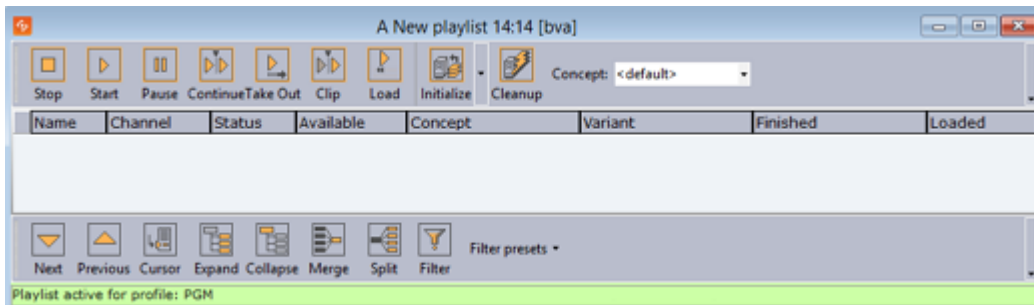 A New playlist 14:14 [bva]
Stop Start Pause Continue Take Out Clip Load Initialize Cleanup Concept: <default>
Name Channel Status Available Concept Variant Finished Loaded
Next Previous Cursor Expand Collapse Merge Split Filter Filter presets
Playlist active for profile: PGM